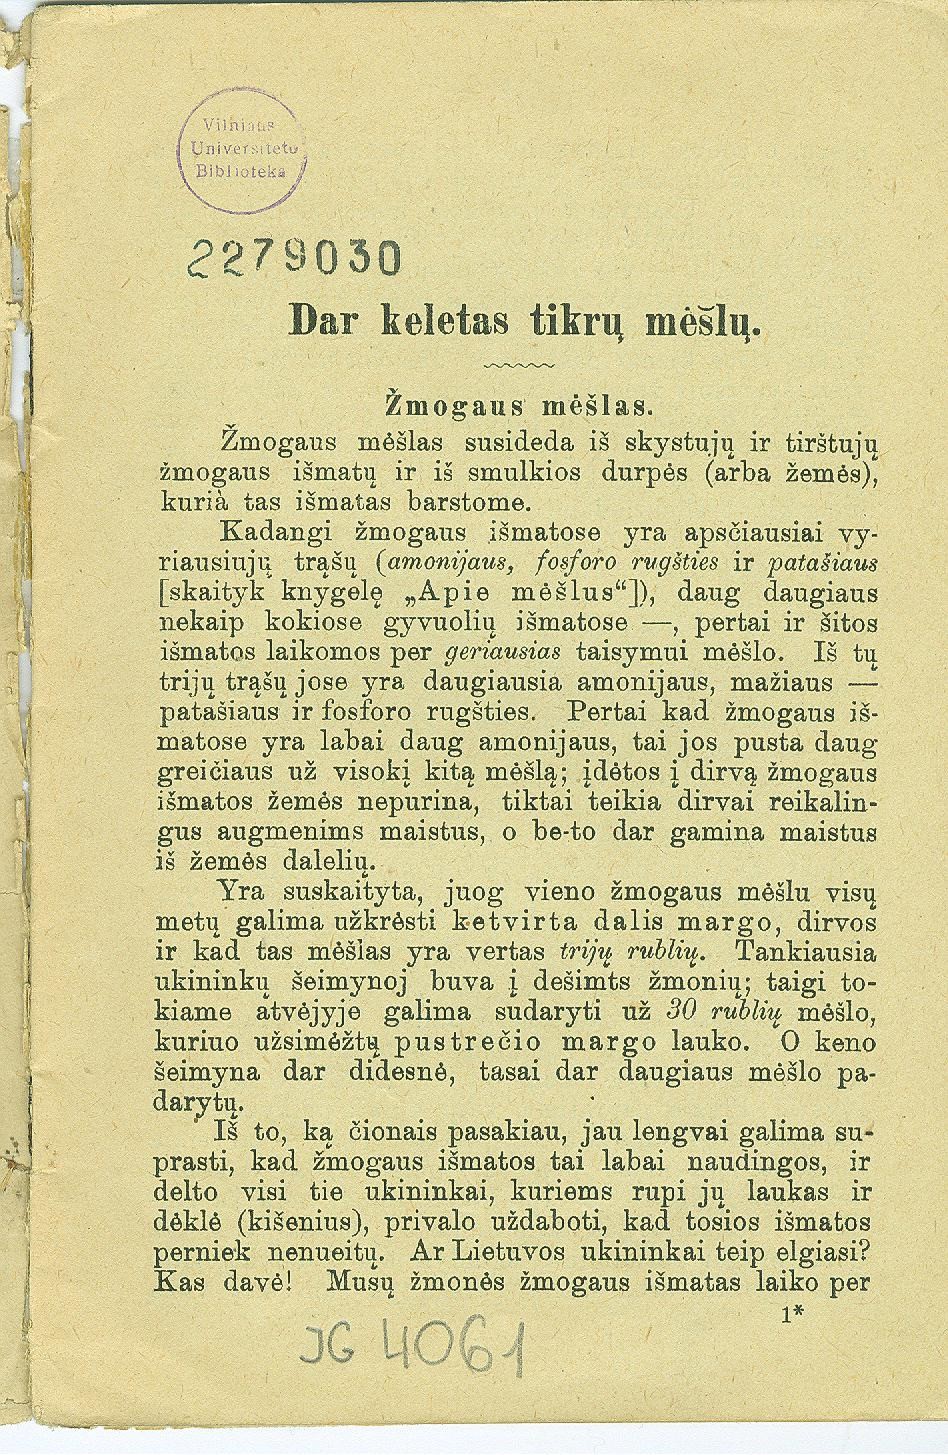 Vilniaus
Universiteto
Biblioteka
2279030
Dar keletas tikrų mėšlų.
Žmogaus mėšlas.
Žmogaus mėšlas susideda iš skystųjų ir tirštųjų
žmogaus išmatų ir iš smulkios durpės (arba žemės),
kuria tas išmatas barstome.
Kadangi žmogaus išmatose yra apsčiausiai vy-
riausiųjų trąšų (amonijaus, fosforo rugšties ir patašiaus
[skaityk knygelę „Apie mėšlus“]), daug daugiaus
nekaip kokiose gyvuolių išmatose —, pertai ir šitos
išmatos laikomos per geriausias taisymui mėšlo. Iš tų
trijų trąšų jose yra daugiausia amonijaus, mažiaus —
patašiaus ir fosforo rugšties. Pertai kad žmogaus iš-
matose yra labai daug amonijaus, tai jos pusta daug
greičiaus už visokį kitą mėšlą; įdėtos į dirvą žmogaus
išmatos žemės nepurina, tiktai teikia dirvai reikalin-
gus augmenims maistus, o be-to dar gamina maistus
iš žemės dalelių.
Yra suskaityta, juog vieno žmogaus mėšlu visų
metų galima užkrėsti ketvirta dalis margo, dirvos
ir kad tas mėšlas yra vertas trijų rublių. Tankiausia
ukininkų šeimynoj buva į dešimts žmonių; taigi to-
kiame atvėjyje galima sudaryti už 30 rublių mėšlo,
kuriuo užsimėžtų pustrečio margo lauko. O keno
šeimyna dar didesnė, tasai dar daugiaus mėšlo pa-
darytų.
Iš to, ką čionais pasakiau, jau lengvai galima su-
prasti, kad žmogaus išmatos tai labai naudingos, ir
delto visi tie ukininkai, kuriems rupi jų laukas ir
dėklė (kišenius), privalo uždaboti, kad tosios išmatos
perniek nenueitų. Ar Lietuvos ukininkai teip elgiasi?
Kas davė! Musų žmonės žmogaus išmatas laiko per
1*
JG 4061